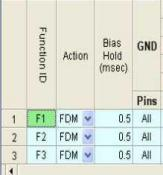 Function ID Action Bias Hold (msec) GND
Pins
1 F1 FDM 0.5 All
2 F2 FDM 0.5 All
3 F3 FDM 0.5 All